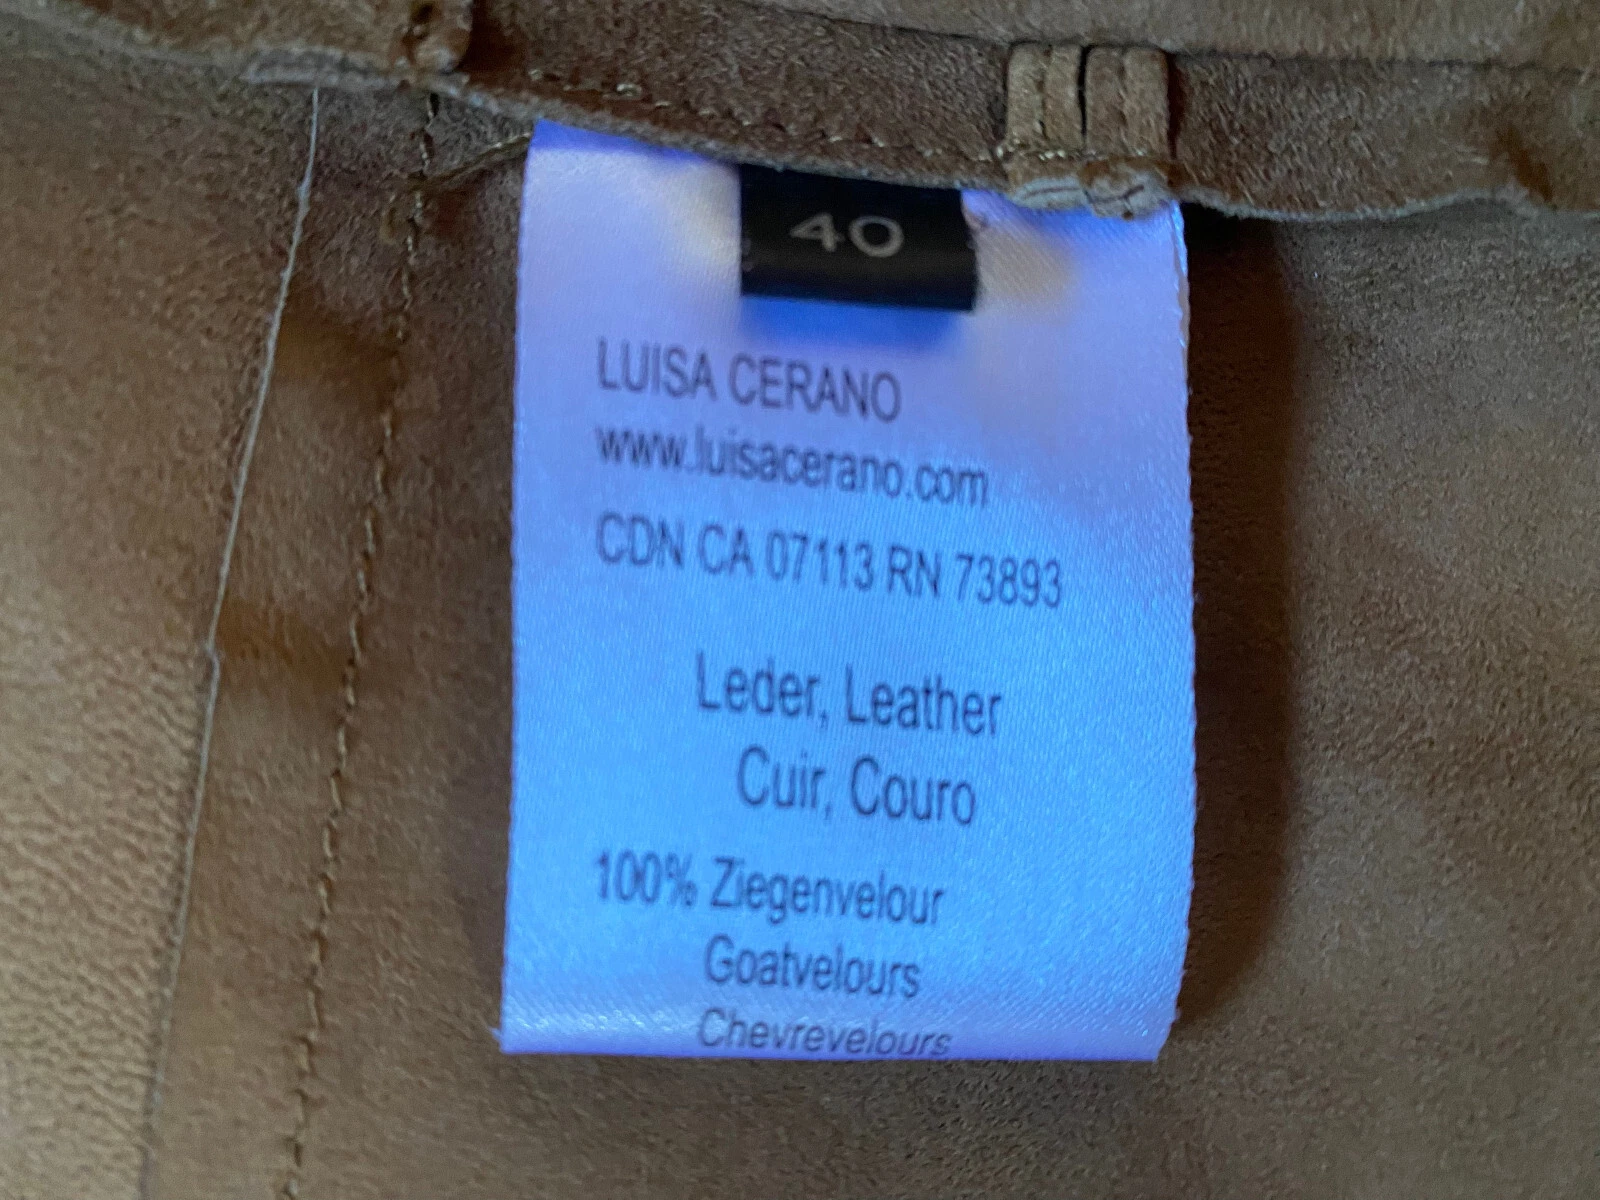 40
LUISA CERANO
www.luisacerano.com
CDN CA 07113 RN 73893
Leder, Leather
Cuir, Couro
100% Ziegenvelour
Goatvelours
Chevrevelours